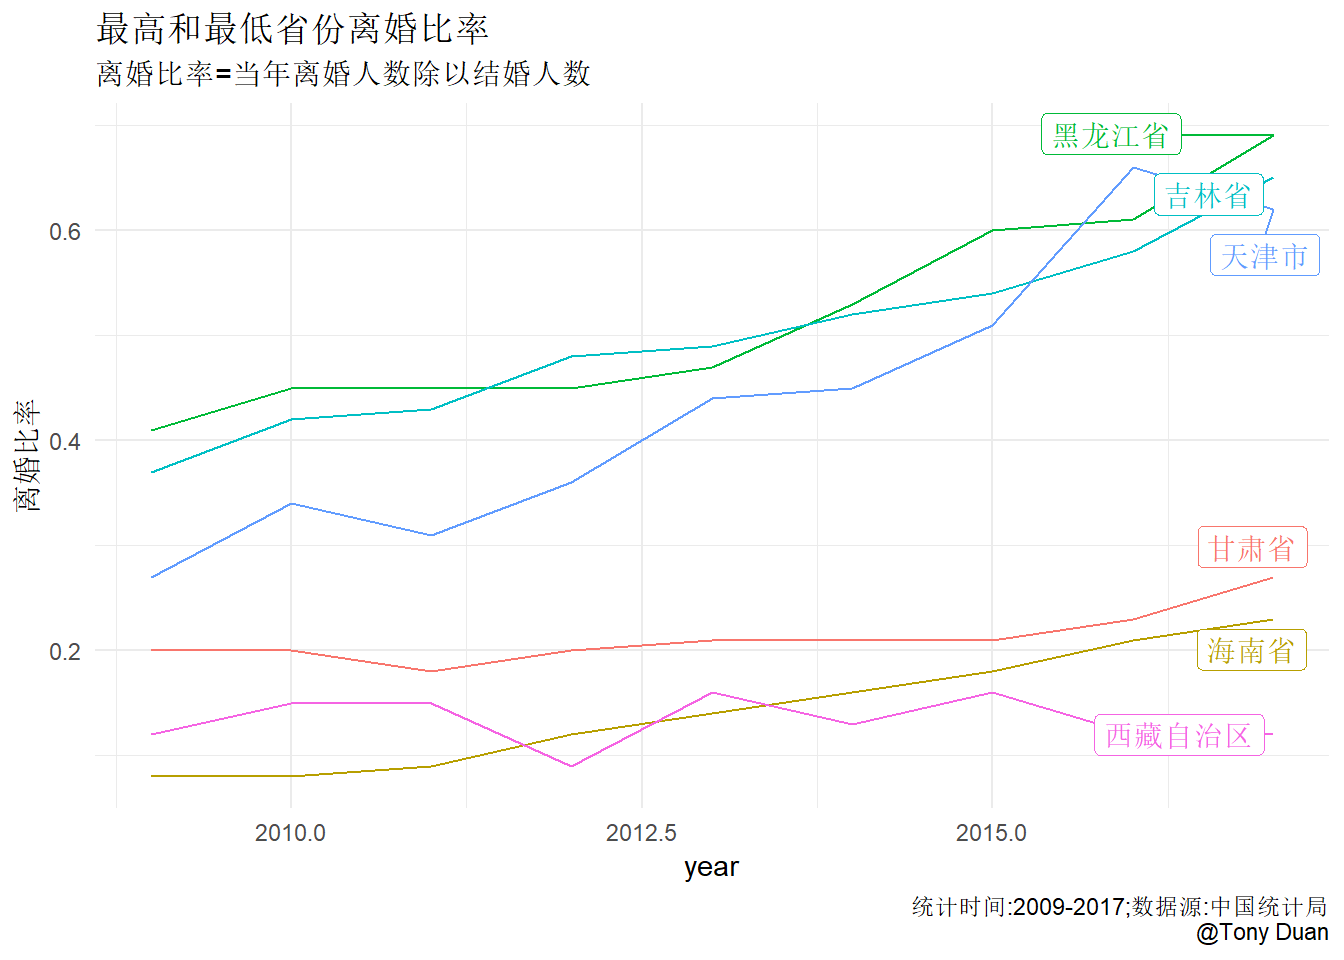 最高和最低省份离婚比率
离婚比率=当年离婚人数除以结婚人数
离婚比率
0.6
0.4
0.2
黑龙江省
吉林省
天津市
甘肃省
海南省
西藏自治区
2010.0
2012.5
2015.0
year
统计时间:2009-2017;数据源:中国统计局
@Tony Duan